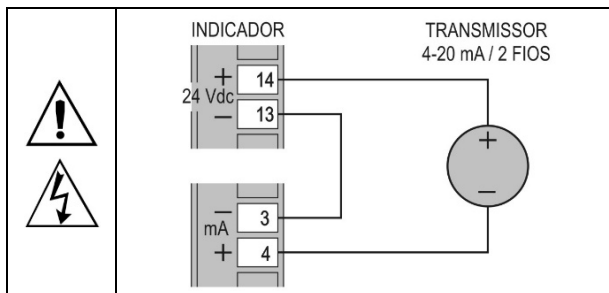 INDICADOR
TRANSMISSOR
4-20 mA / 2 FIOS
+
14
24 Vdc
–
13
–
3
mA
+
4
+
–